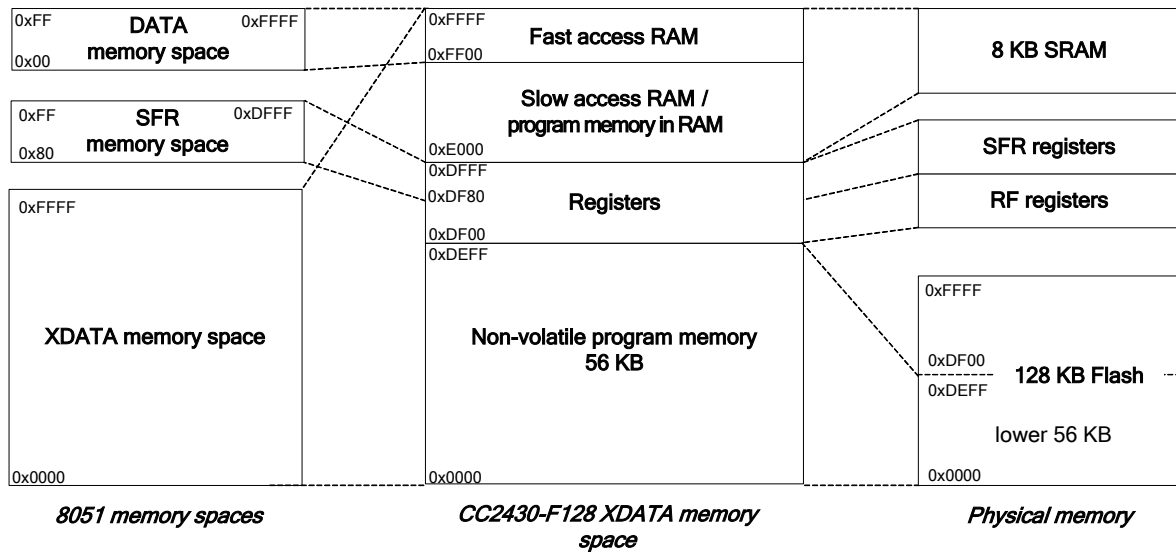 0xFF
DATA
0xFFFF
memory space
0x00
0xFF
SFR
0xDFFF
memory space
0x80
0xFFFF
XDATA memory space
0x0000
8051 memory spaces
0xFFFF
Fast access RAM
0xFF00
Slow access RAM /
program memory in RAM
0xE000
0xDFFF
0xDF80
Registers
0xDF00
0xDEFF
Non-volatile program memory
56 KB
0x0000
CC2430-F128 XDATA memory
space
8 KB SRAM
SFR registers
RF registers
0xFFFF
0xDF00
128 KB Flash
0xDEFF
lower 56 KB
0x0000
Physical memory